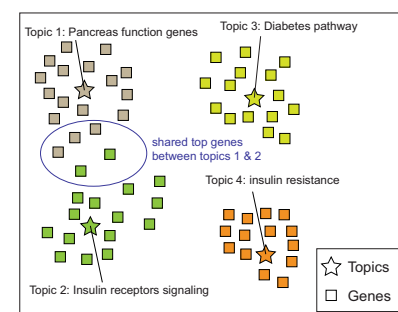 Topic 1: Pancreas function genes
Topic 3: Diabetes pathway
shared top genes
between topics 1 & 2
Topic 4: insulin resistance
Topic 2: Insulin receptors signaling
Topics
Genes